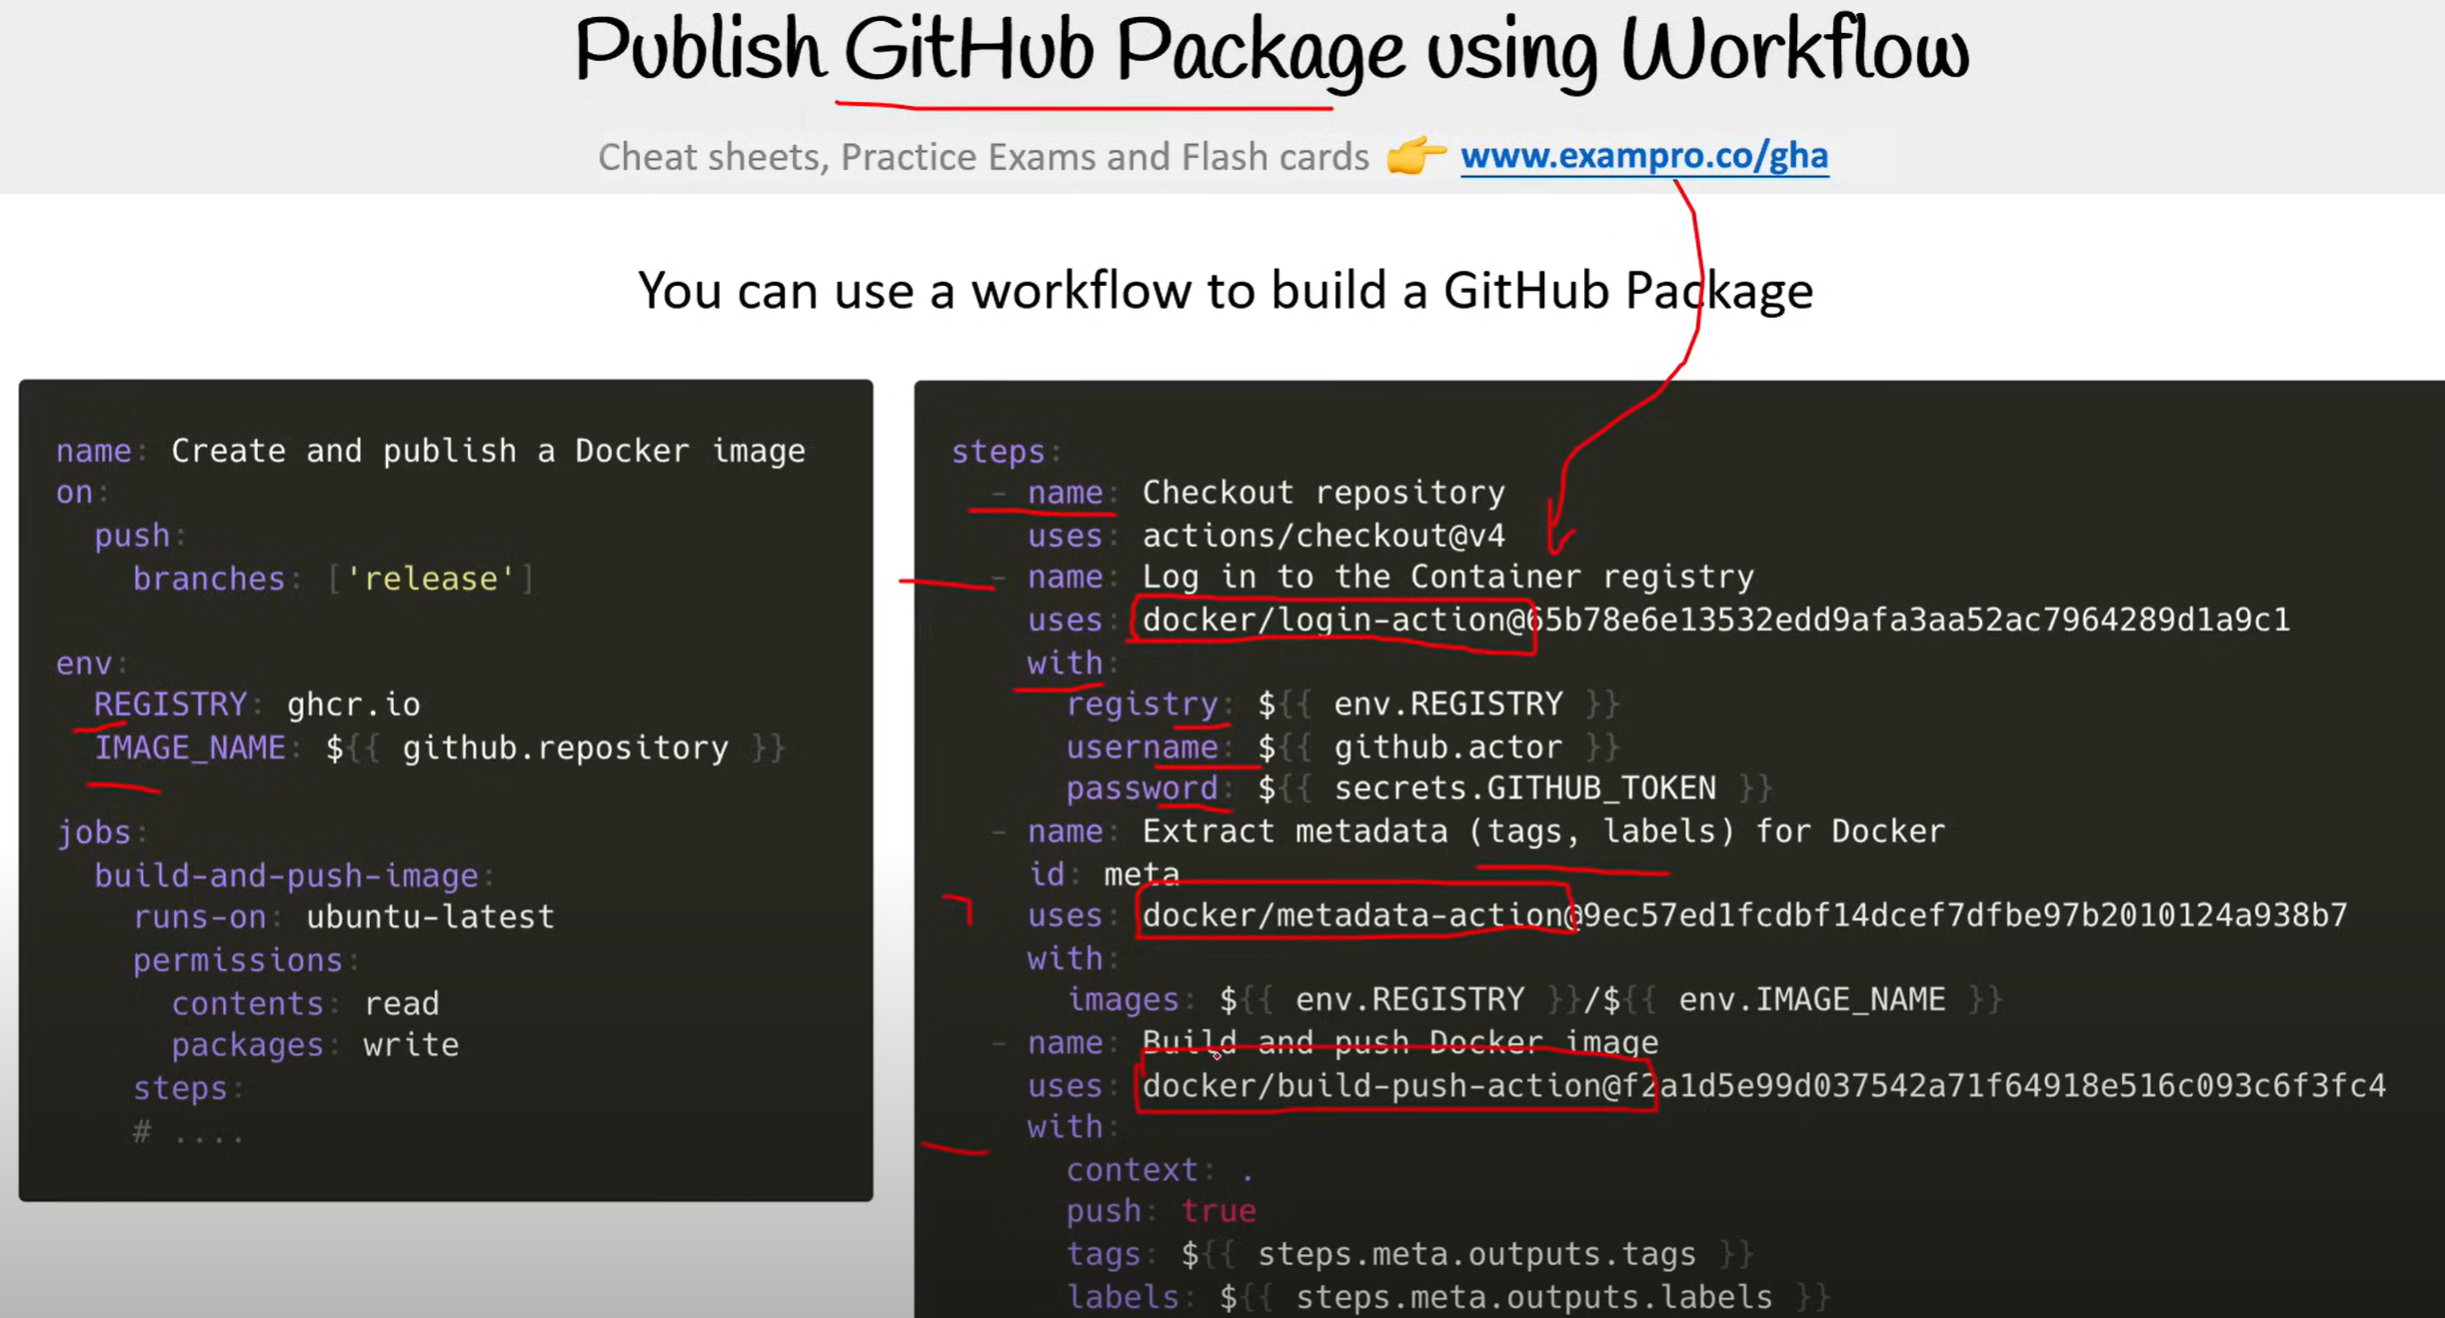 Publish GitHub Package using Workflow
Cheat sheets, Practice Exams and Flash cards 👉 www.exampro.co/gha
You can use a workflow to build a GitHub Package
name: Create and publish a Docker image
on:
  push:
    branches: ['release']

env:
  REGISTRY: ghcr.io
  IMAGE_NAME: ${{ github.repository }}

jobs:
  build-and-push-image:
    runs-on: ubuntu-latest
    permissions:
      contents: read
      packages: write
    steps:
    # ....
steps:
  - name: Checkout repository
    uses: actions/checkout@v4
  - name: Log in to the Container registry
    uses: docker/login-action@65b78e6e13532edd9afa3aa52ac7964289d1a9c1
    with:
      registry: ${{ env.REGISTRY }}
      username: ${{ github.actor }}
      password: ${{ secrets.GITHUB_TOKEN }}
  - name: Extract metadata (tags, labels) for Docker
    id: meta
    uses: docker/metadata-action@9ec57ed1fcdbf14dcef7dfbe97b2010124a938b7
    with:
      images: ${{ env.REGISTRY }}/${{ env.IMAGE_NAME }}
  - name: Build and push Docker image
    uses: docker/build-push-action@f2a1d5e99d037542a71f64918e516c093c6f3fc4
    with:
      context: .
      push: true
      tags: ${{ steps.meta.outputs.tags }}
      labels: ${{ steps.meta.outputs.labels }}